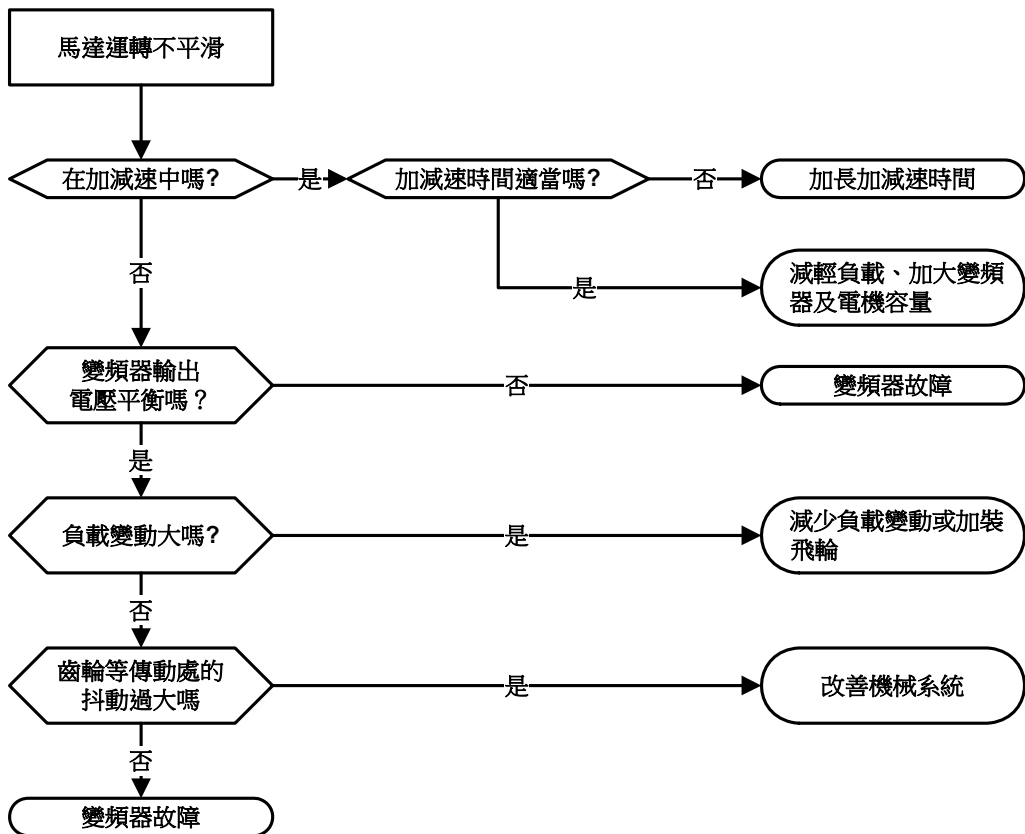 馬達運轉不平滑
在加減速中嗎?
是
加減速時間適當嗎?
否
加長加減速時間
否
是
減輕負載、加大變頻
器及電機容量
變頻器輸出
電壓平衡嗎？
否
變頻器故障
是
負載變動大嗎?
是
減少負載變動或加裝
飛輪
否
齒輪等傳動處的
抖動過大嗎
是
改善機械系統
否
變頻器故障